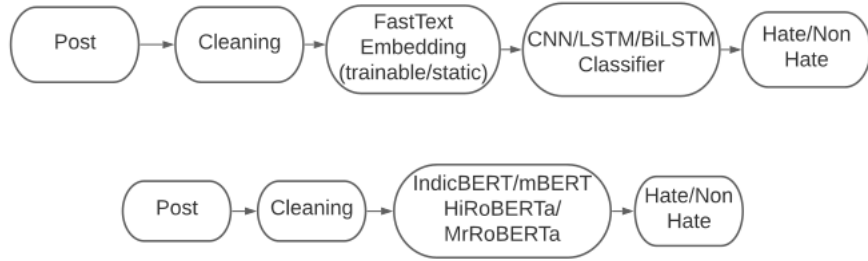 Post
Cleaning
FastText
Embedding
(trainable/static)
CNN/LSTM/BiLSTM
Classifier
Hate/Non
Hate
Post
Cleaning
IndicBERT/mBERT
HiRoBERTa/
MrRoBERTa
Hate/Non
Hate